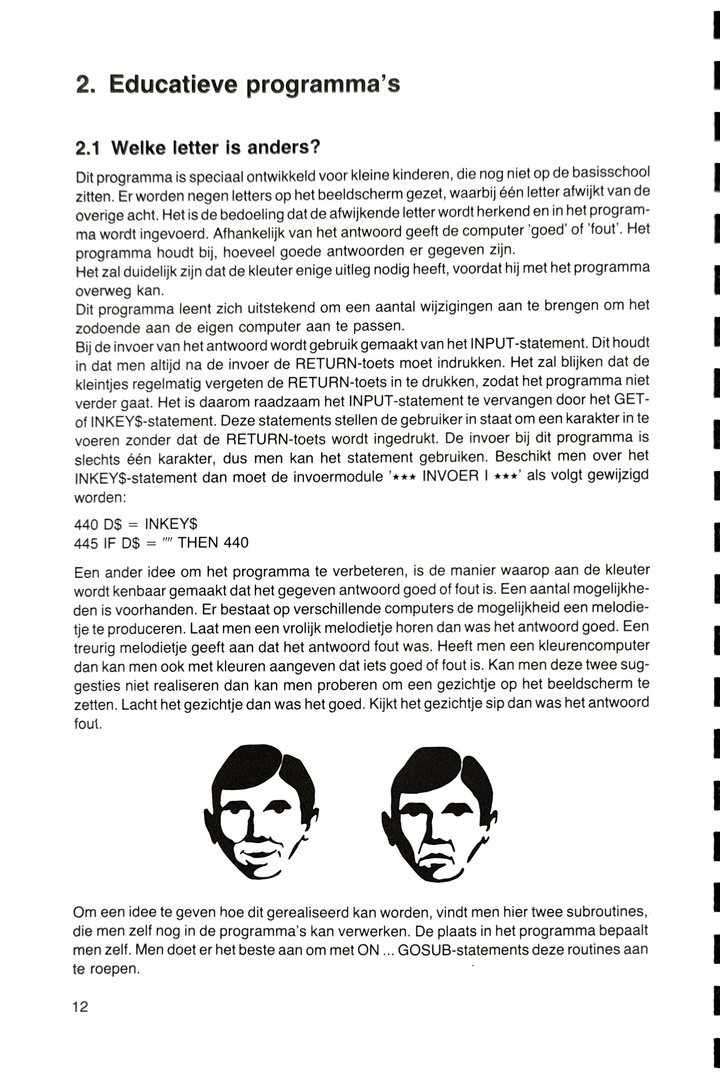 2. Educatieve programma's
2.1 Welke letter is anders?
Dit programma is speciaal ontwikkeld voor kleine kinderen, die nog niet op de basisschool
zitten. Er worden negen letters op het beeldscherm gezet, waarbij één letter afwijkt van de
overige acht. Het is de bedoeling dat de afwijkende letter wordt herkend en in het program-
ma wordt ingevoerd. Afhankelijk van het antwoord geeft de computer 'goed' of 'fout'. Het
programma houdt bij, hoeveel goede antwoorden er gegeven zijn.
Het zal duidelijk zijn dat de kleuter enige uitleg nodig heeft, voordat hij met het programma
overweg kan.
Dit programma leent zich uitstekend om een aantal wijzigingen aan te brengen om het
zodoende aan de eigen computer aan te passen.
Bij de invoer van het antwoord wordt gebruik gemaakt van het INPUT-statement. Dit houdt
in dat men altijd na de invoer de RETURN-toets moet indrukken. Het zal blijken dat de
kleintjes regelmatig vergeten de RETURN-toets in te drukken, zodat het programma niet
verder gaat. Het is daarom raadzaam het INPUT-statement te vervangen door het GET-
of INKEY$-statement. Deze statements stellen de gebruiker in staat om een karakter in te
voeren zonder dat de RETURN-toets wordt ingedrukt. De invoer bij dit programma is
slechts één karakter, dus men kan het statement gebruiken. Beschikt men over het
INKEY$-statement dan moet de invoermodule '★★★ INVOER I ★★★' als volgt gewijzigd
worden:
440 D$ = INKEY$
445 IF D$ = "" THEN 440
Een ander idee om het programma te verbeteren, is de manier waarop aan de kleuter
wordt kenbaar gemaakt dat het gegeven antwoord goed of fout is. Een aantal mogelijkhe-
den is voorhanden. Er bestaat op verschillende computers de mogelijkheid een melodie-
tje te produceren. Laat men een vrolijk melodietje horen dan was het antwoord goed. Een
treurig melodietje geeft aan dat het antwoord fout was. Heeft men een kleurencomputer
dan kan men ook met kleuren aangeven dat iets goed of fout is. Kan men deze twee sug-
gesties niet realiseren dan kan men proberen om een gezichtje op het beeldscherm te
zetten. Lacht het gezichtje dan was het goed. Kijkt het gezichtje sip dan was het antwoord
fout.
Om een idee te geven hoe dit gerealiseerd kan worden, vindt men hier twee subroutines,
die men zelf nog in de programma's kan verwerken. De plaats in het programma bepaalt
men zelf. Men doet er het beste aan om met ON ... GOSUB-statements deze routines aan
te roepen.
12